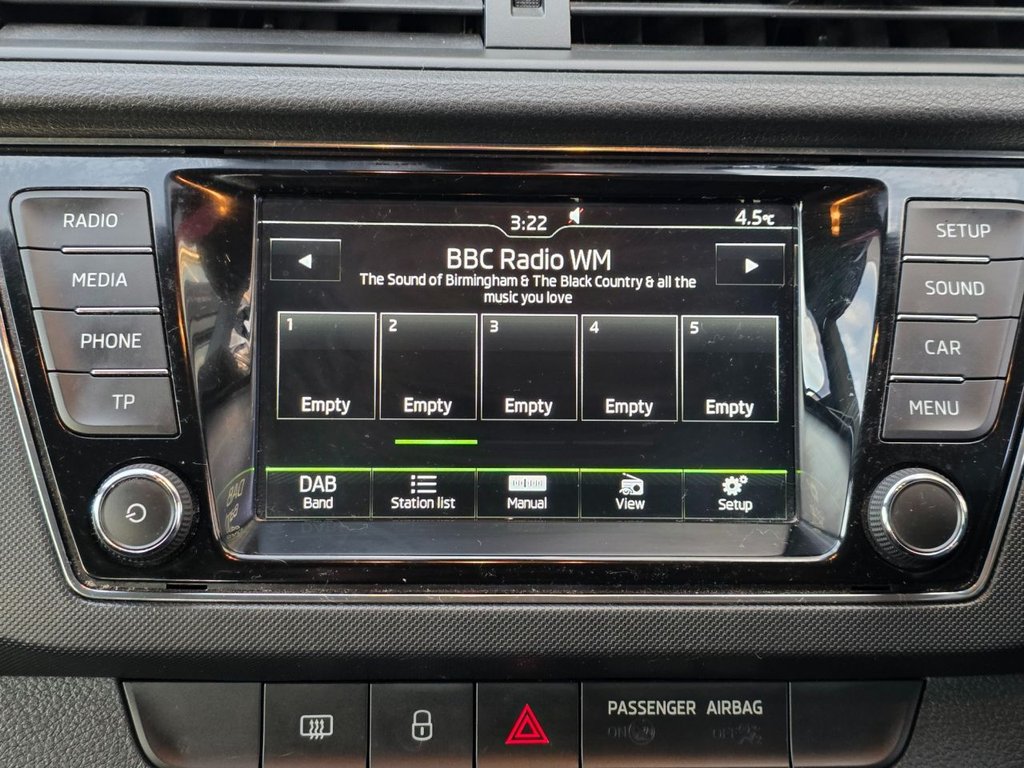 3:22
4.5°C
RADIO
MEDIA
PHONE
TP
BBC Radio WM
The Sound of Birmingham & The Black Country & all the
music you love
1 2 3 4 5
Empty Empty Empty Empty Empty
DAB
Band
Station list
Manual
View
Setup
SETUP
SOUND
CAR
MENU
PASSENGER AIRBAG
ON OFF